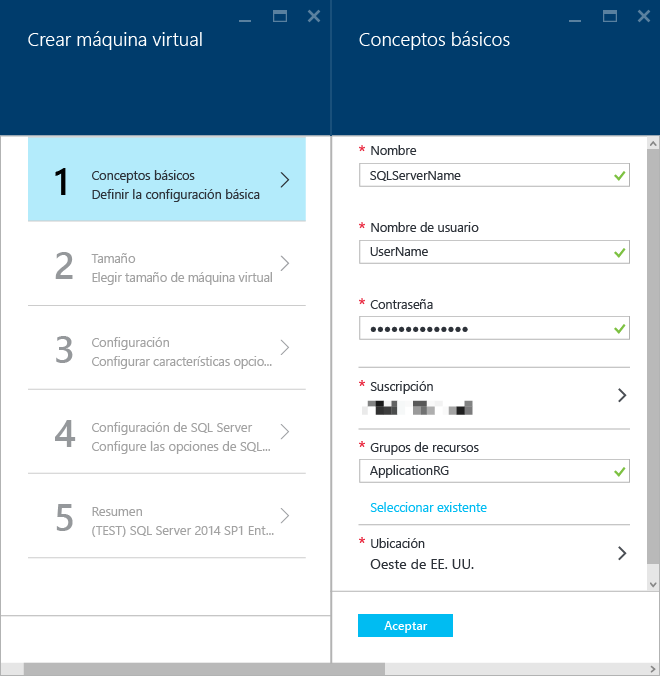 Crear máquina virtual
1
Conceptos básicos
Definir la configuración básica
2
Tamaño
Elegir tamaño de máquina virtual
3
Configuración
Configurar características opcio...
4
Configuración de SQL Server
Configure las opciones de SQL...
5
Resumen
(TEST) SQL Server 2014 SP1 Ent...
Conceptos básicos
* Nombre
SQLServerName
* Nombre de usuario
UserName
* Contraseña
••••••••••••••
* Suscripción
* Grupos de recursos
ApplicationRG
Seleccionar existente
* Ubicación
Oeste de EE. UU.
Aceptar